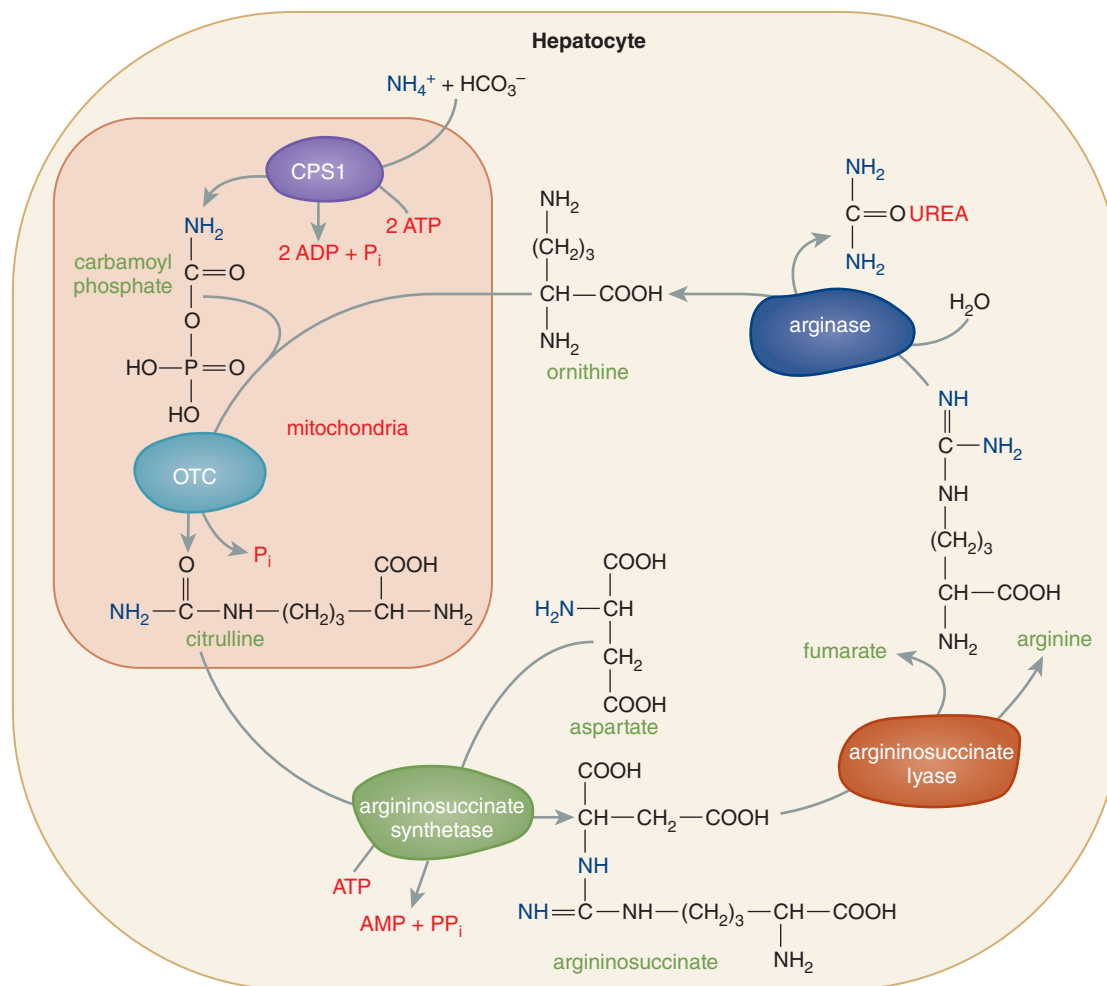 Hepatocyte
NH₄⁺ + HCO₃⁻
CPS1
2 ATP
2 ADP + Pᵢ
NH₂
C=O
O
HO—P=O
HO
carbamoyl
phosphate
NH₂
(CH₂)₃
CH—COOH
NH₂
ornithine
NH₂
C=O UREA
NH₂
arginase
H₂O
NH
C—NH₂
NH
(CH₂)₃
CH—COOH
NH₂
arginine
fumarate
mitochondria
OTC
Pᵢ
O
COOH
NH₂—C—NH—(CH₂)₃—CH—NH₂
citrulline
COOH
H₂N—CH
CH₂
COOH
aspartate
argininosuccinate
lyase
argininosuccinate
synthetase
ATP
AMP + PPᵢ
COOH
CH—CH₂—COOH
NH
NH=C—NH—(CH₂)₃—CH—COOH
NH₂
argininosuccinate